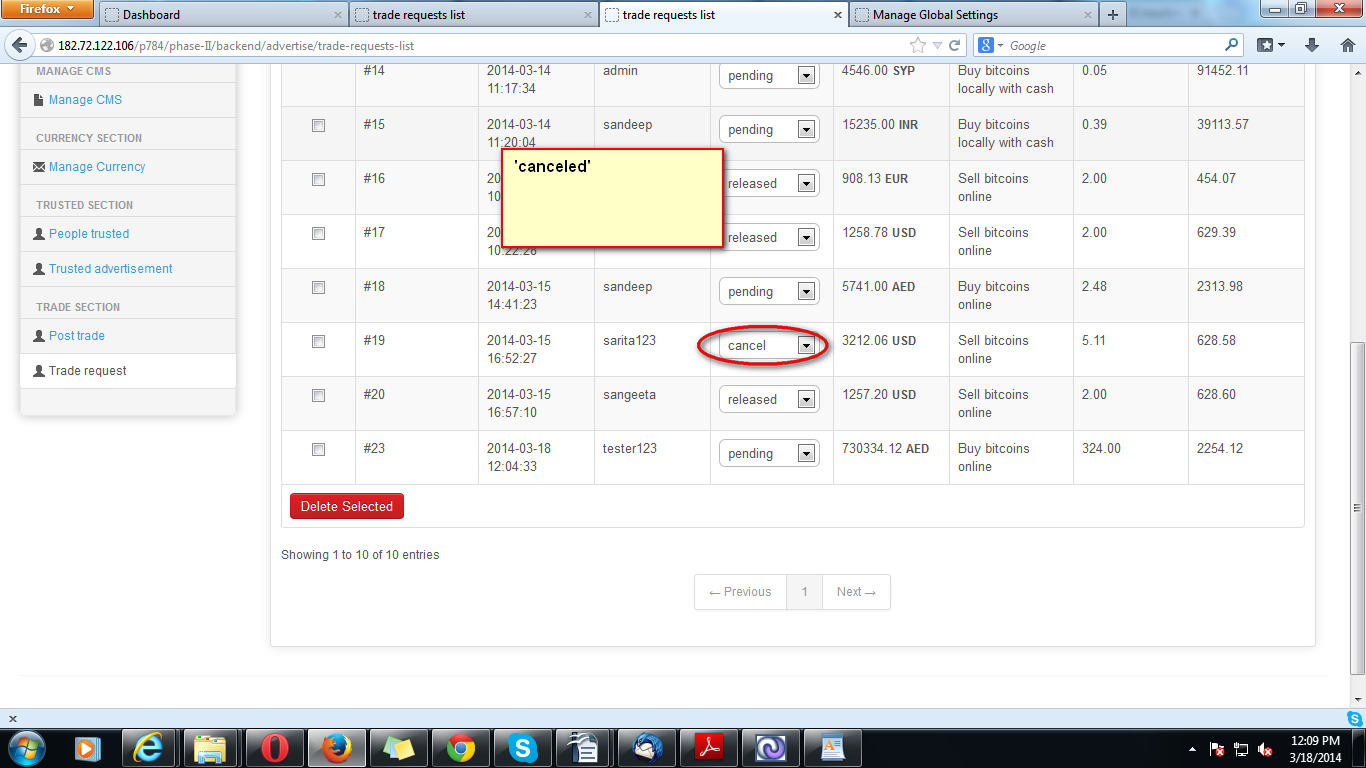 Firefox
Dashboard
trade requests list
trade requests list
Manage Global Settings
182.72.122.106/p784/phase-II/backend/advertise/trade-requests-list
Google
MANAGE CMS
Manage CMS
CURRENCY SECTION
Manage Currency
TRUSTED SECTION
People trusted
Trusted advertisement
TRADE SECTION
Post trade
Trade request
#14 2014-03-14 admin pending 4546.00 SYP Buy bitcoins 0.05 91452.11
11:17:34 locally with cash
#15 2014-03-14 sandeep pending 15235.00 INR Buy bitcoins 0.39 39113.57
11:20:04 locally with cash
'canceled'
#16 20 released 908.13 EUR Sell bitcoins 2.00 454.07
10 online
#17 20 released 1258.78 USD Sell bitcoins 2.00 629.39
10:22:28 online
#18 2014-03-15 sandeep pending 5741.00 AED Buy bitcoins 2.48 2313.98
14:41:23 online
#19 2014-03-15 sarita123 cancel 3212.06 USD Sell bitcoins 5.11 628.58
16:52:27 online
#20 2014-03-15 sangeeta released 1257.20 USD Sell bitcoins 2.00 628.60
16:57:10 online
#23 2014-03-18 tester123 pending 730334.12 AED Buy bitcoins 324.00 2254.12
12:04:33 online
Delete Selected
Showing 1 to 10 of 10 entries
← Previous 1 Next →
12:09 PM
3/18/2014